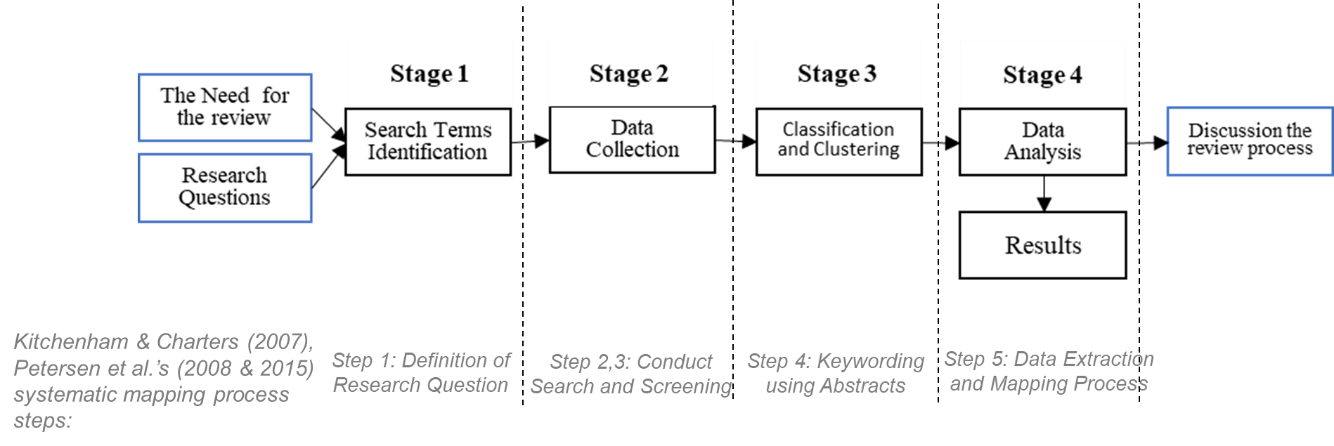 Stage 1
Stage 2
Stage 3
Stage 4
The Need for
the review
Research
Questions
Search Terms
Identification
Data
Collection
Classification
and Clustering
Data
Analysis
Results
Discussion the
review process
Kitchenham & Charters (2007),
Petersen et al.'s (2008 & 2015)
systematic mapping process
steps:
Step 1: Definition of
Research Question
Step 2,3: Conduct
Search and Screening
Step 4: Keywording
using Abstracts
Step 5: Data Extraction
and Mapping Process